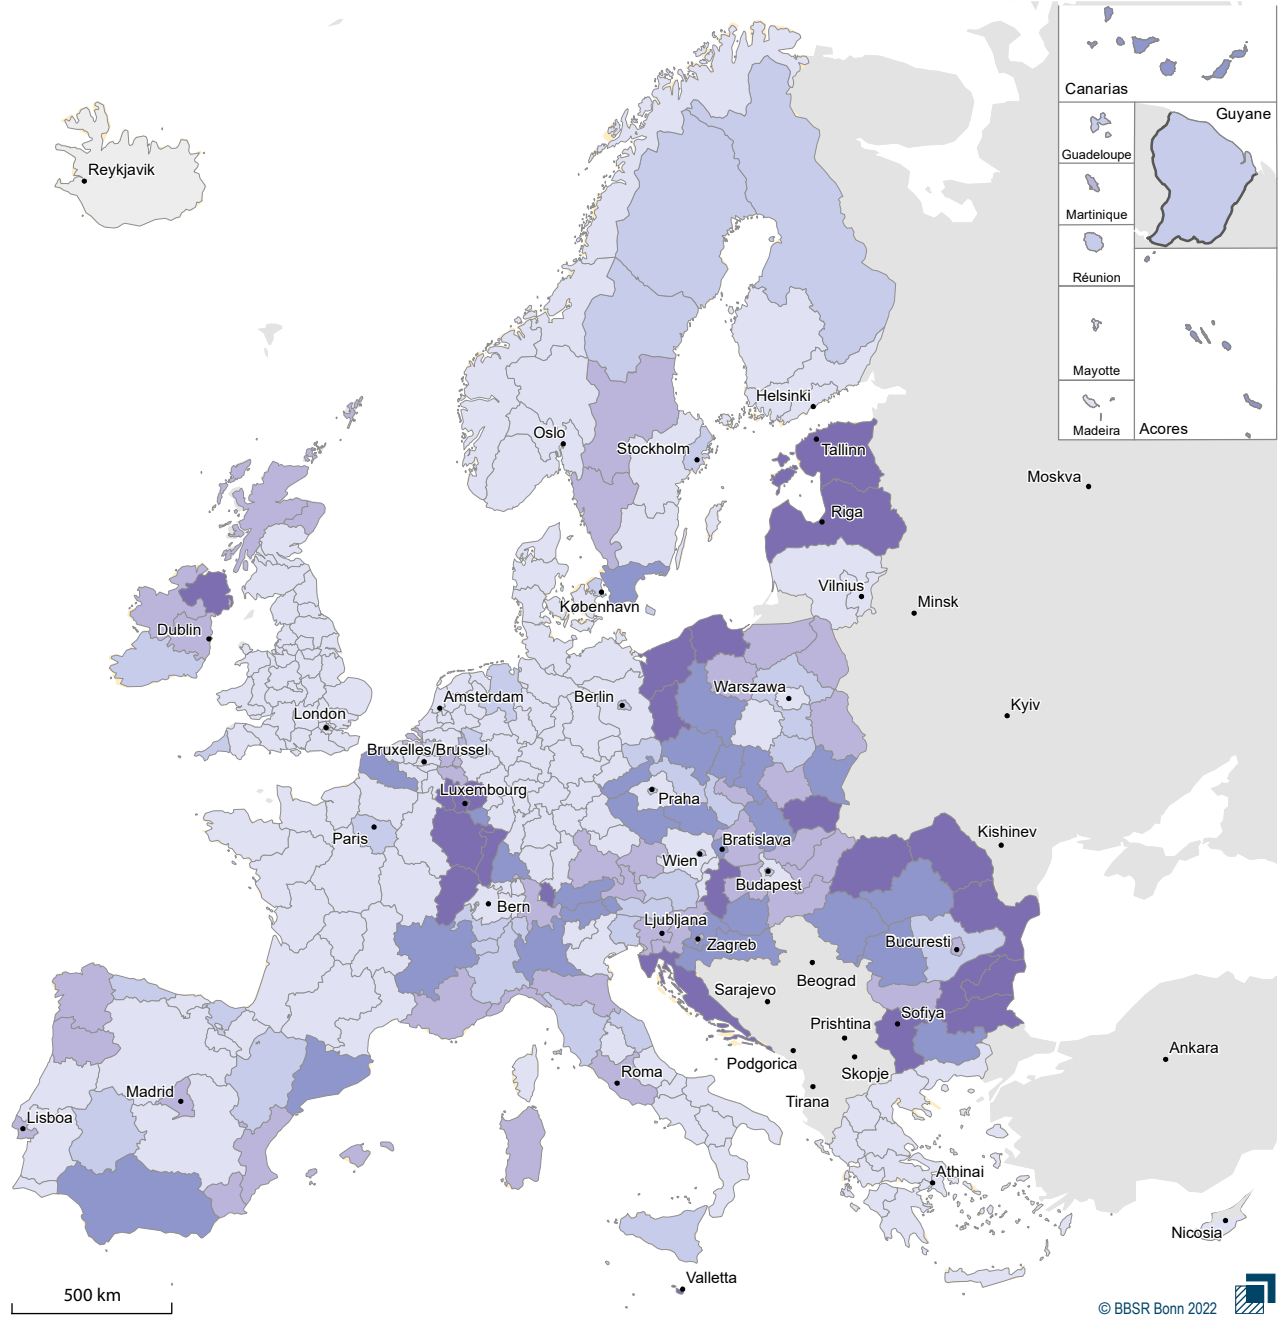 Canarias
Guyane
Guadeloupe
Martinique
Réunion
Mayotte
Madeira
Acores
Reykjavik
Helsinki
Oslo
Stockholm
Tallinn
Moskva
Riga
Vilnius
København
Minsk
Dublin
Warszawa
Amsterdam
Berlin
Kyiv
London
Bruxelles/Brussel
Luxembourg
Praha
Paris
Kishinev
Bratislava
Wien
Budapest
Bern
Ljubljana
Zagreb
Bucuresti
Beograd
Sarajevo
Sofiya
Prishtina
Ankara
Podgorica
Skopje
Roma
Madrid
Tirana
Lisboa
Athinai
Nicosia
Valletta
500 km
© BBSR Bonn 2022